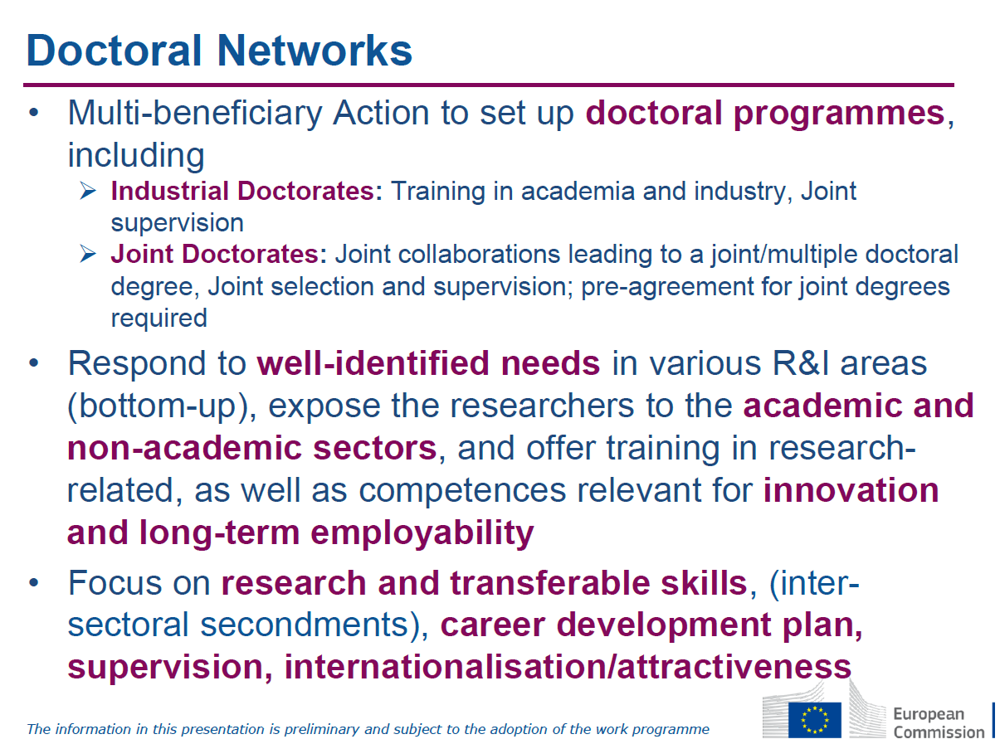 Doctoral Networks
• Multi-beneficiary Action to set up doctoral programmes,
including
➢ Industrial Doctorates: Training in academia and industry, Joint
supervision
➢ Joint Doctorates: Joint collaborations leading to a joint/multiple doctoral
degree, Joint selection and supervision; pre-agreement for joint degrees
required
• Respond to well-identified needs in various R&I areas
(bottom-up), expose the researchers to the academic and
non-academic sectors, and offer training in research-
related, as well as competences relevant for innovation
and long-term employability
• Focus on research and transferable skills, (inter-
sectoral secondments), career development plan,
supervision, internationalisation/attractiveness
The information in this presentation is preliminary and subject to the adoption of the work programme
European
Commission